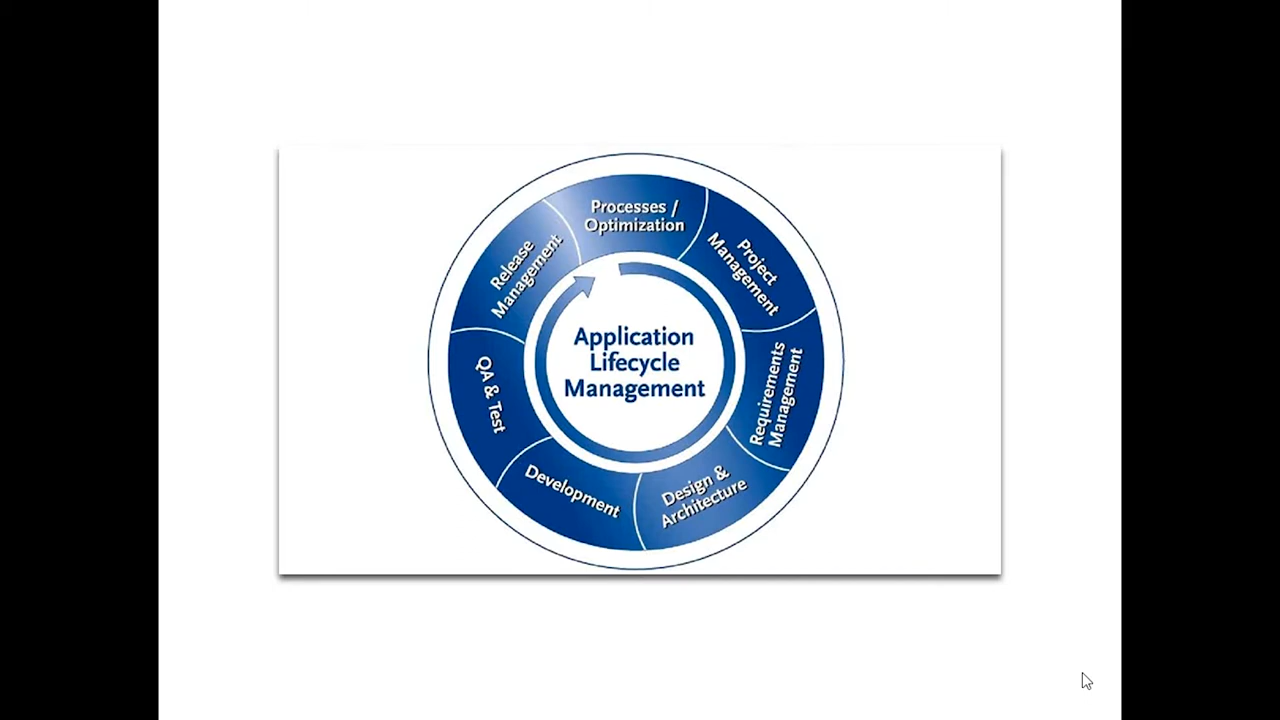 Processes /
Optimization
Project
Management
Requirements
Management
Design &
Architecture
Development
QA & Test
Release
Management
Application
Lifecycle
Management